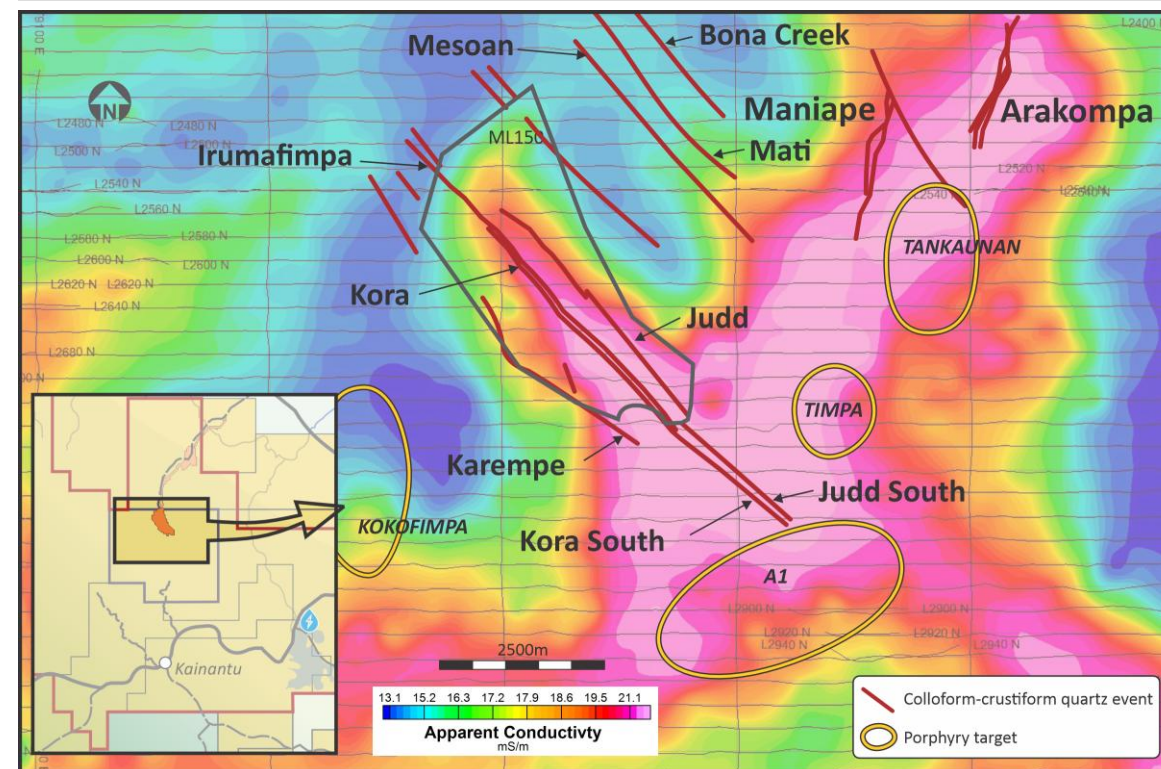 9100 E
L2400 N
Mesoan
Bona Creek
Maniape
Arakompa
ML150
L2480 N
L2480 N
Mati
L2500 N
Irumafimpa
L2520 N
L2540 N
L2540 N
L2540 N
L2540 N
L2560 N
TANKAUNAN
L2580 N
L2580 N
L2600 N
L2600 N
L2620 N
L2620 N
Kora
L2640 N
Judd
L2680 N
TIMPA
Karempe
Judd South
KOKOFIMPA
Kora South
A1
L2900 N
L2900 N
L2920 N
L2920 N
L2940 N
L2940 N
2500m
Kainantu
13.1 15.2 16.3 17.2 17.9 18.6 19.5 21.1
Apparent Conductivty
mS/m
Colloform-crustiform quartz event
Porphyry target
N